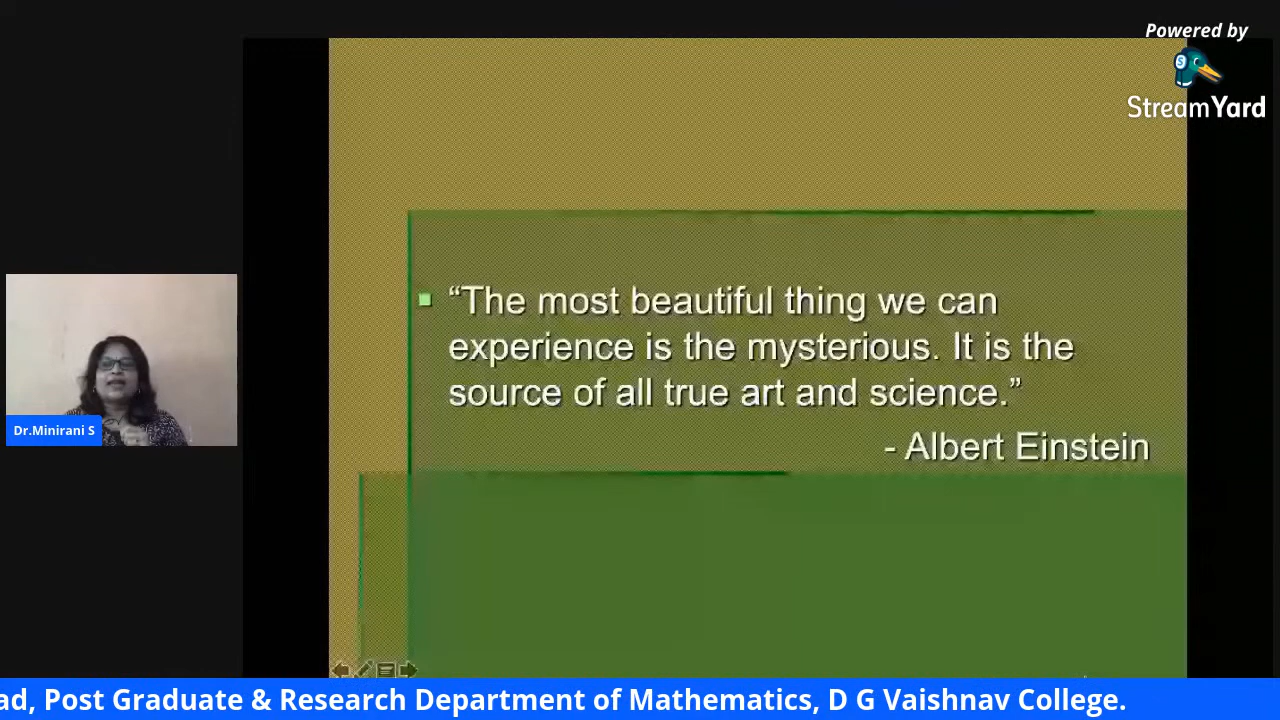 Powered by
StreamYard
“The most beautiful thing we can
experience is the mysterious. It is the
source of all true art and science.”
- Albert Einstein
Dr.Minirani S
ad, Post Graduate & Research Department of Mathematics, D G Vaishnav College.